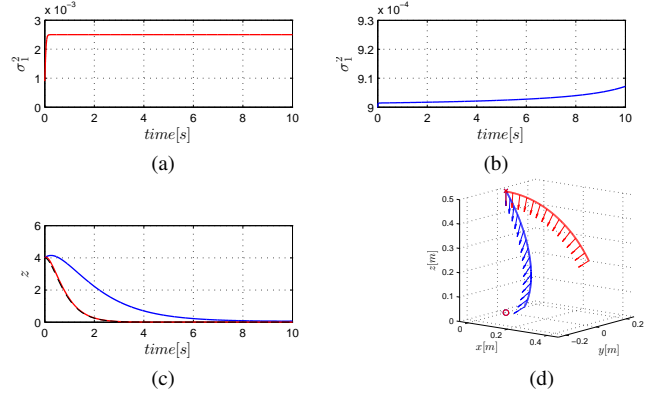 x 10⁻³
3
2
1
0
σ₁²
0 2 4 6 8 10
time[s]
(a)
x 10⁻⁴
9.3
9.2
9.1
9
σ₁²
0 2 4 6 8 10
time[s]
(b)
6
4
2
0
z
0 2 4 6 8 10
time[s]
(c)
0.5
0.4
0.3
0.2
0.1
0
z[m]
0 0.2 0.4
x[m]
−0.2 0 0.2
y[m]
(d)